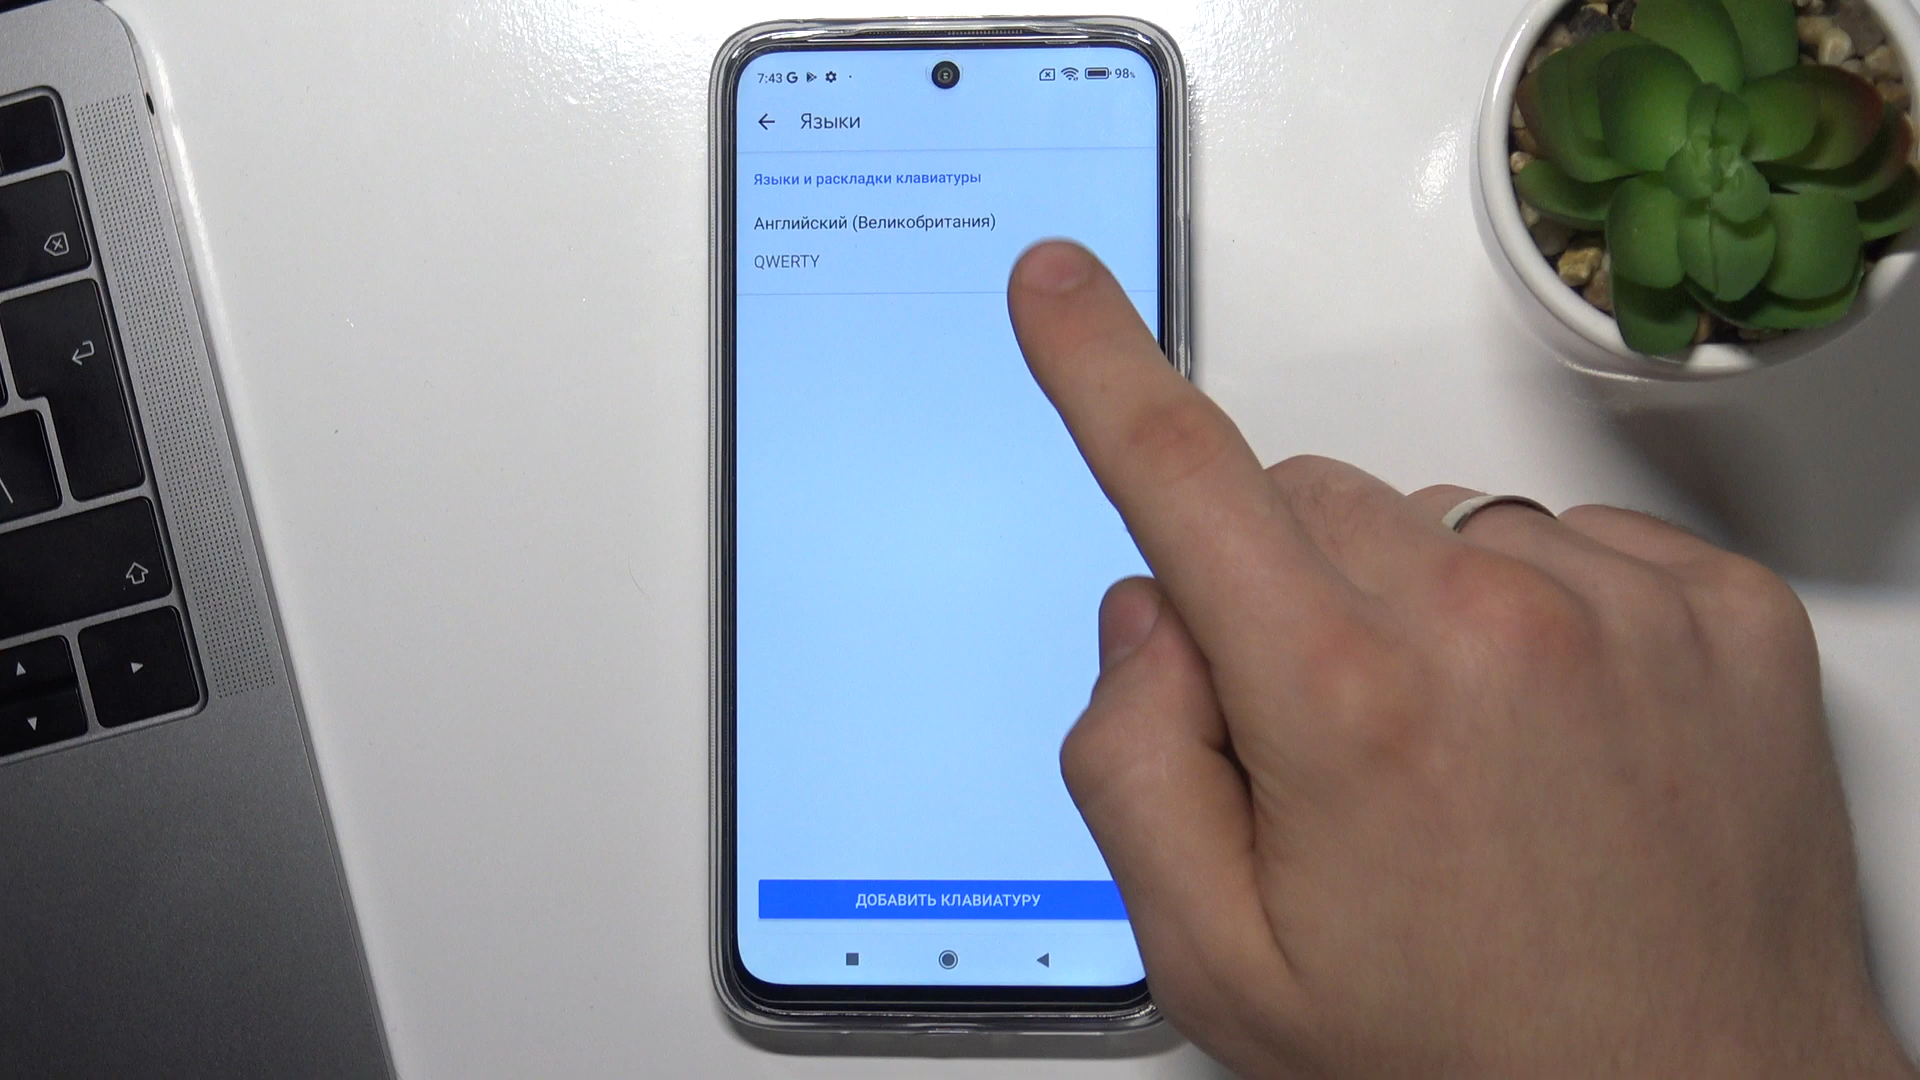 7:43 G 98%
Языки
Языки и раскладки клавиатуры
Английский (Великобритания)
QWERTY
ДОБАВИТЬ КЛАВИАТУРУ